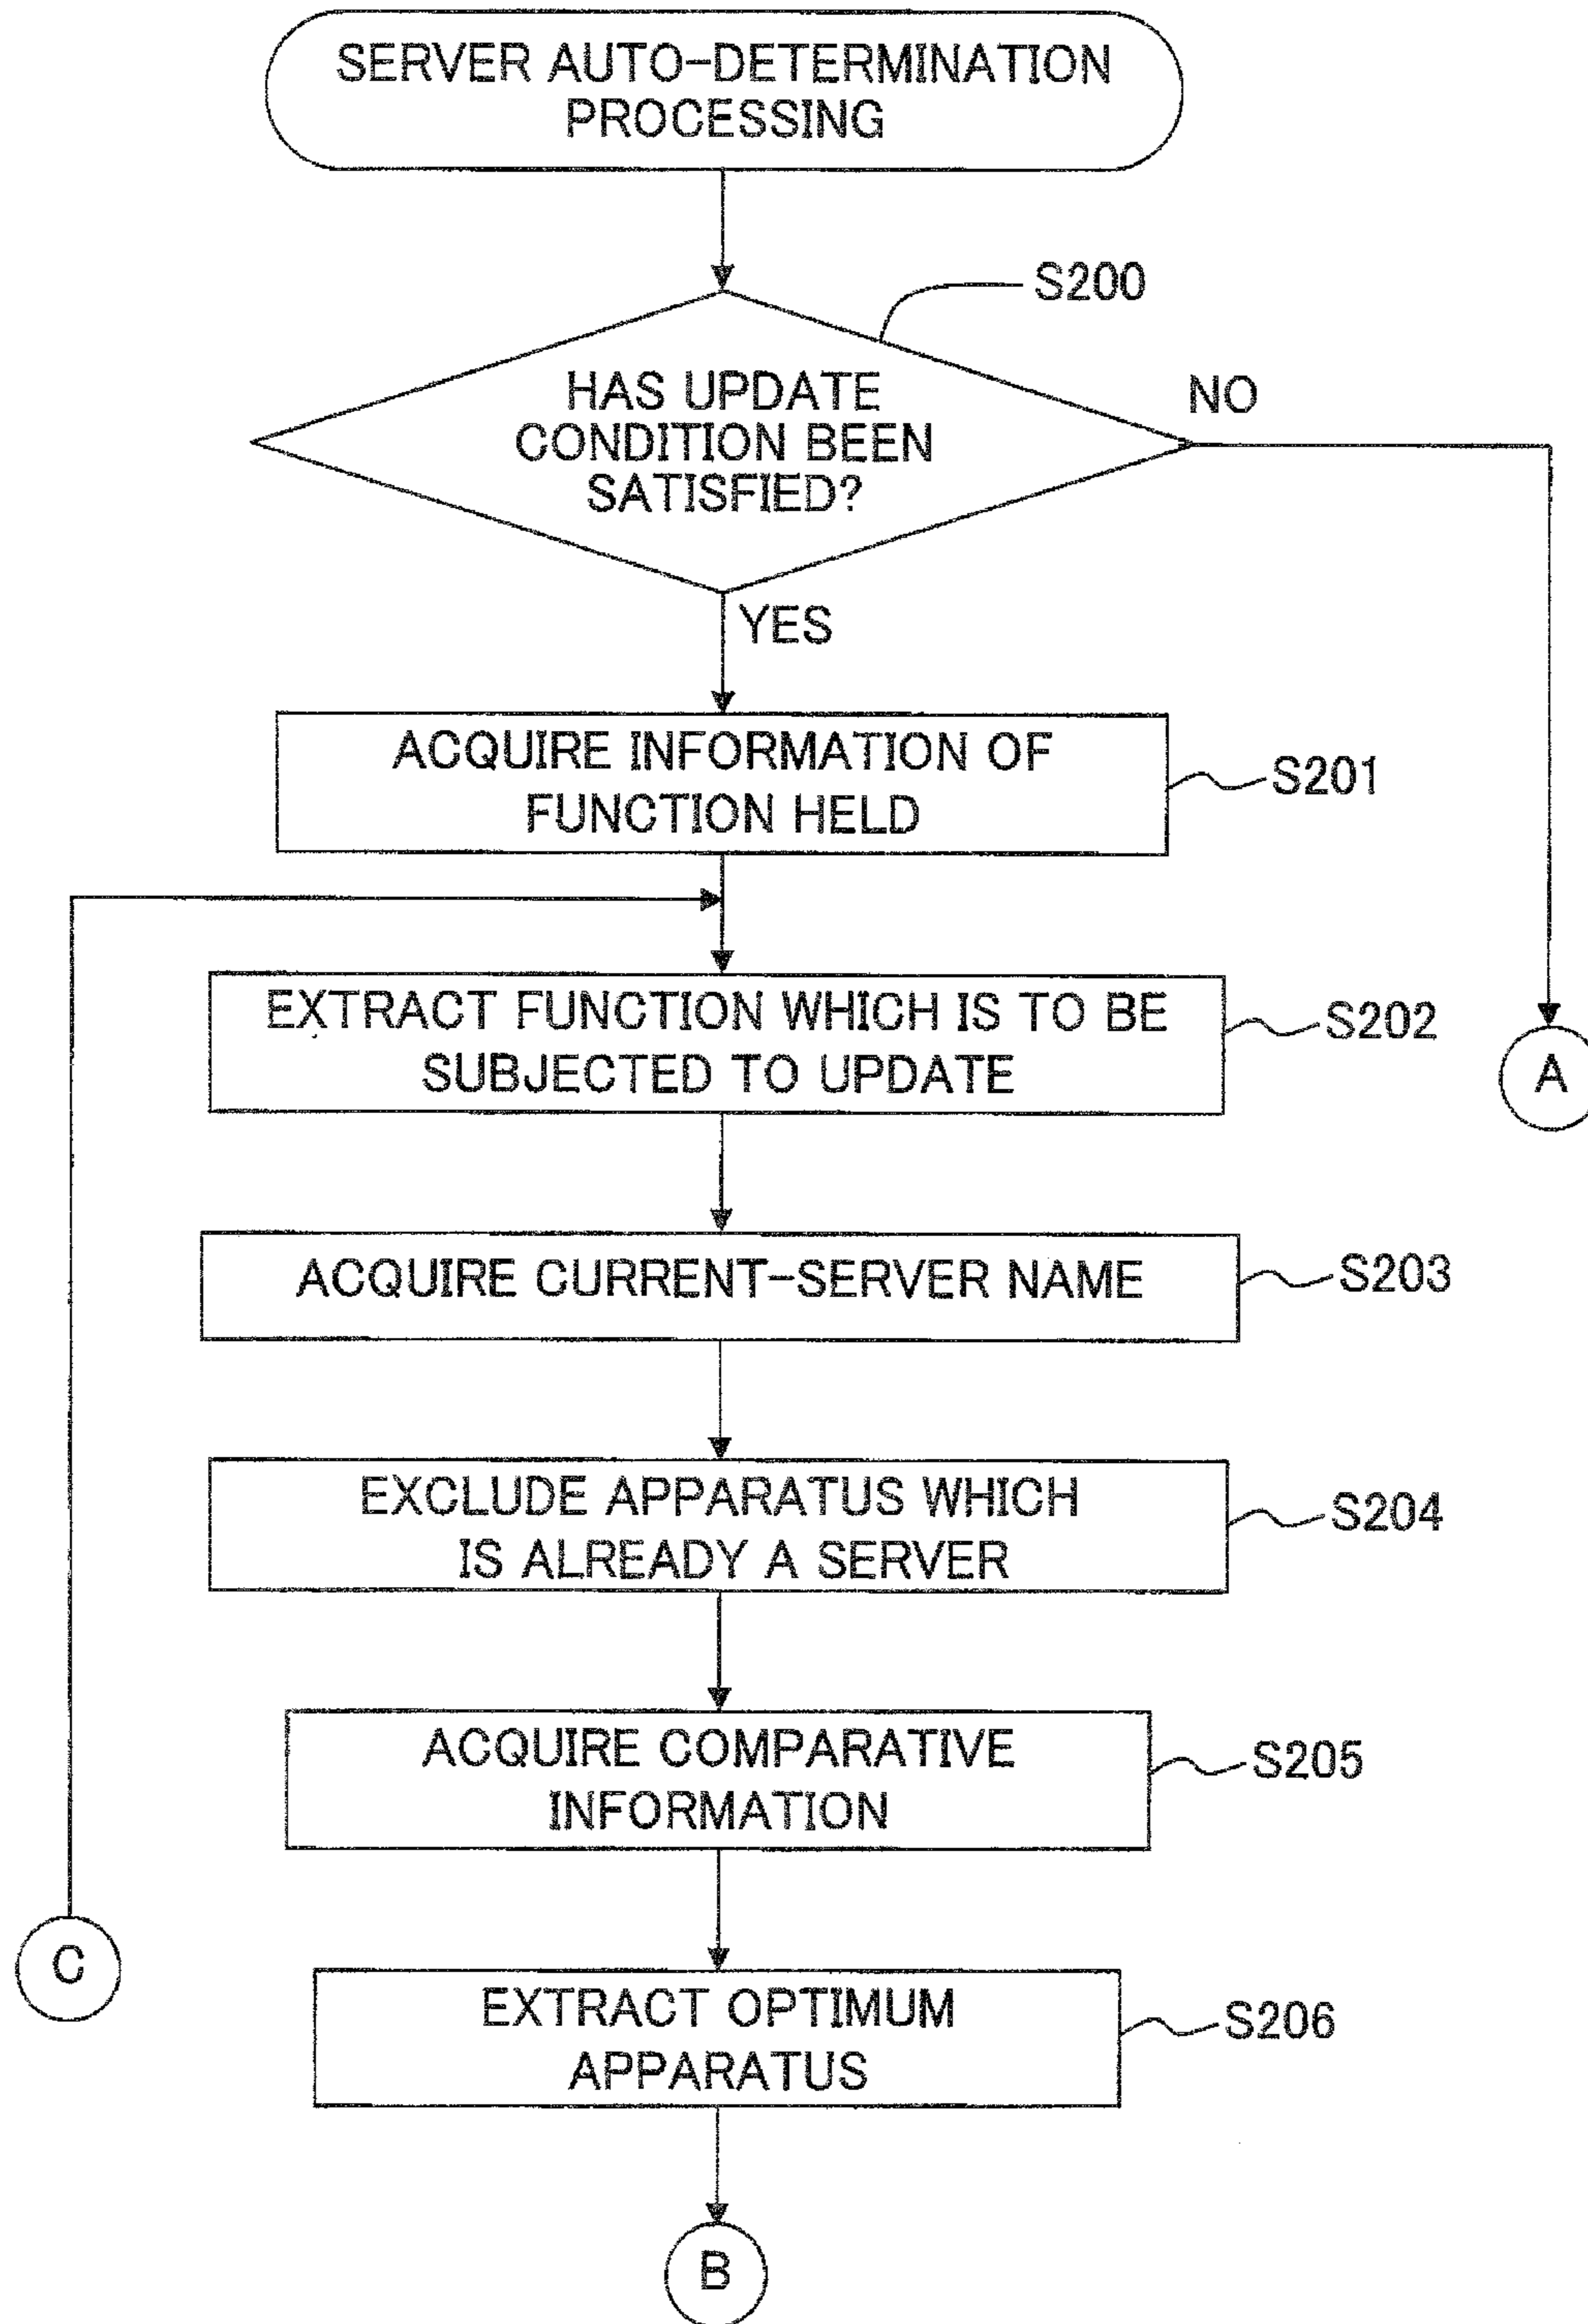 SERVER AUTO-DETERMINATION
PROCESSING
S200
HAS UPDATE
CONDITION BEEN
SATISFIED?
NO
YES
ACQUIRE INFORMATION OF
FUNCTION HELD
S201
EXTRACT FUNCTION WHICH IS TO BE
SUBJECTED TO UPDATE
S202
A
ACQUIRE CURRENT-SERVER NAME
S203
EXCLUDE APPARATUS WHICH
IS ALREADY A SERVER
S204
ACQUIRE COMPARATIVE
INFORMATION
S205
C
EXTRACT OPTIMUM
APPARATUS
S206
B